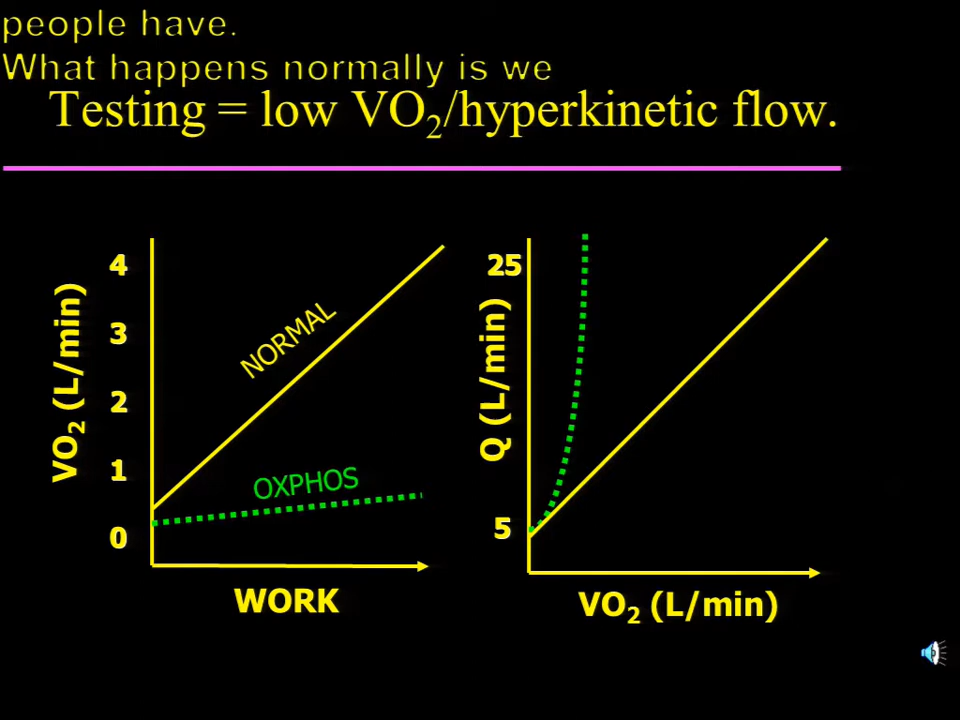 people have.
What happens normally is we
Testing = low VO₂/hyperkinetic flow.
VO₂ (L/min)
4
3
2
1
0
NORMAL
OXPHOS
WORK
Q (L/min)
25
5
VO₂ (L/min)